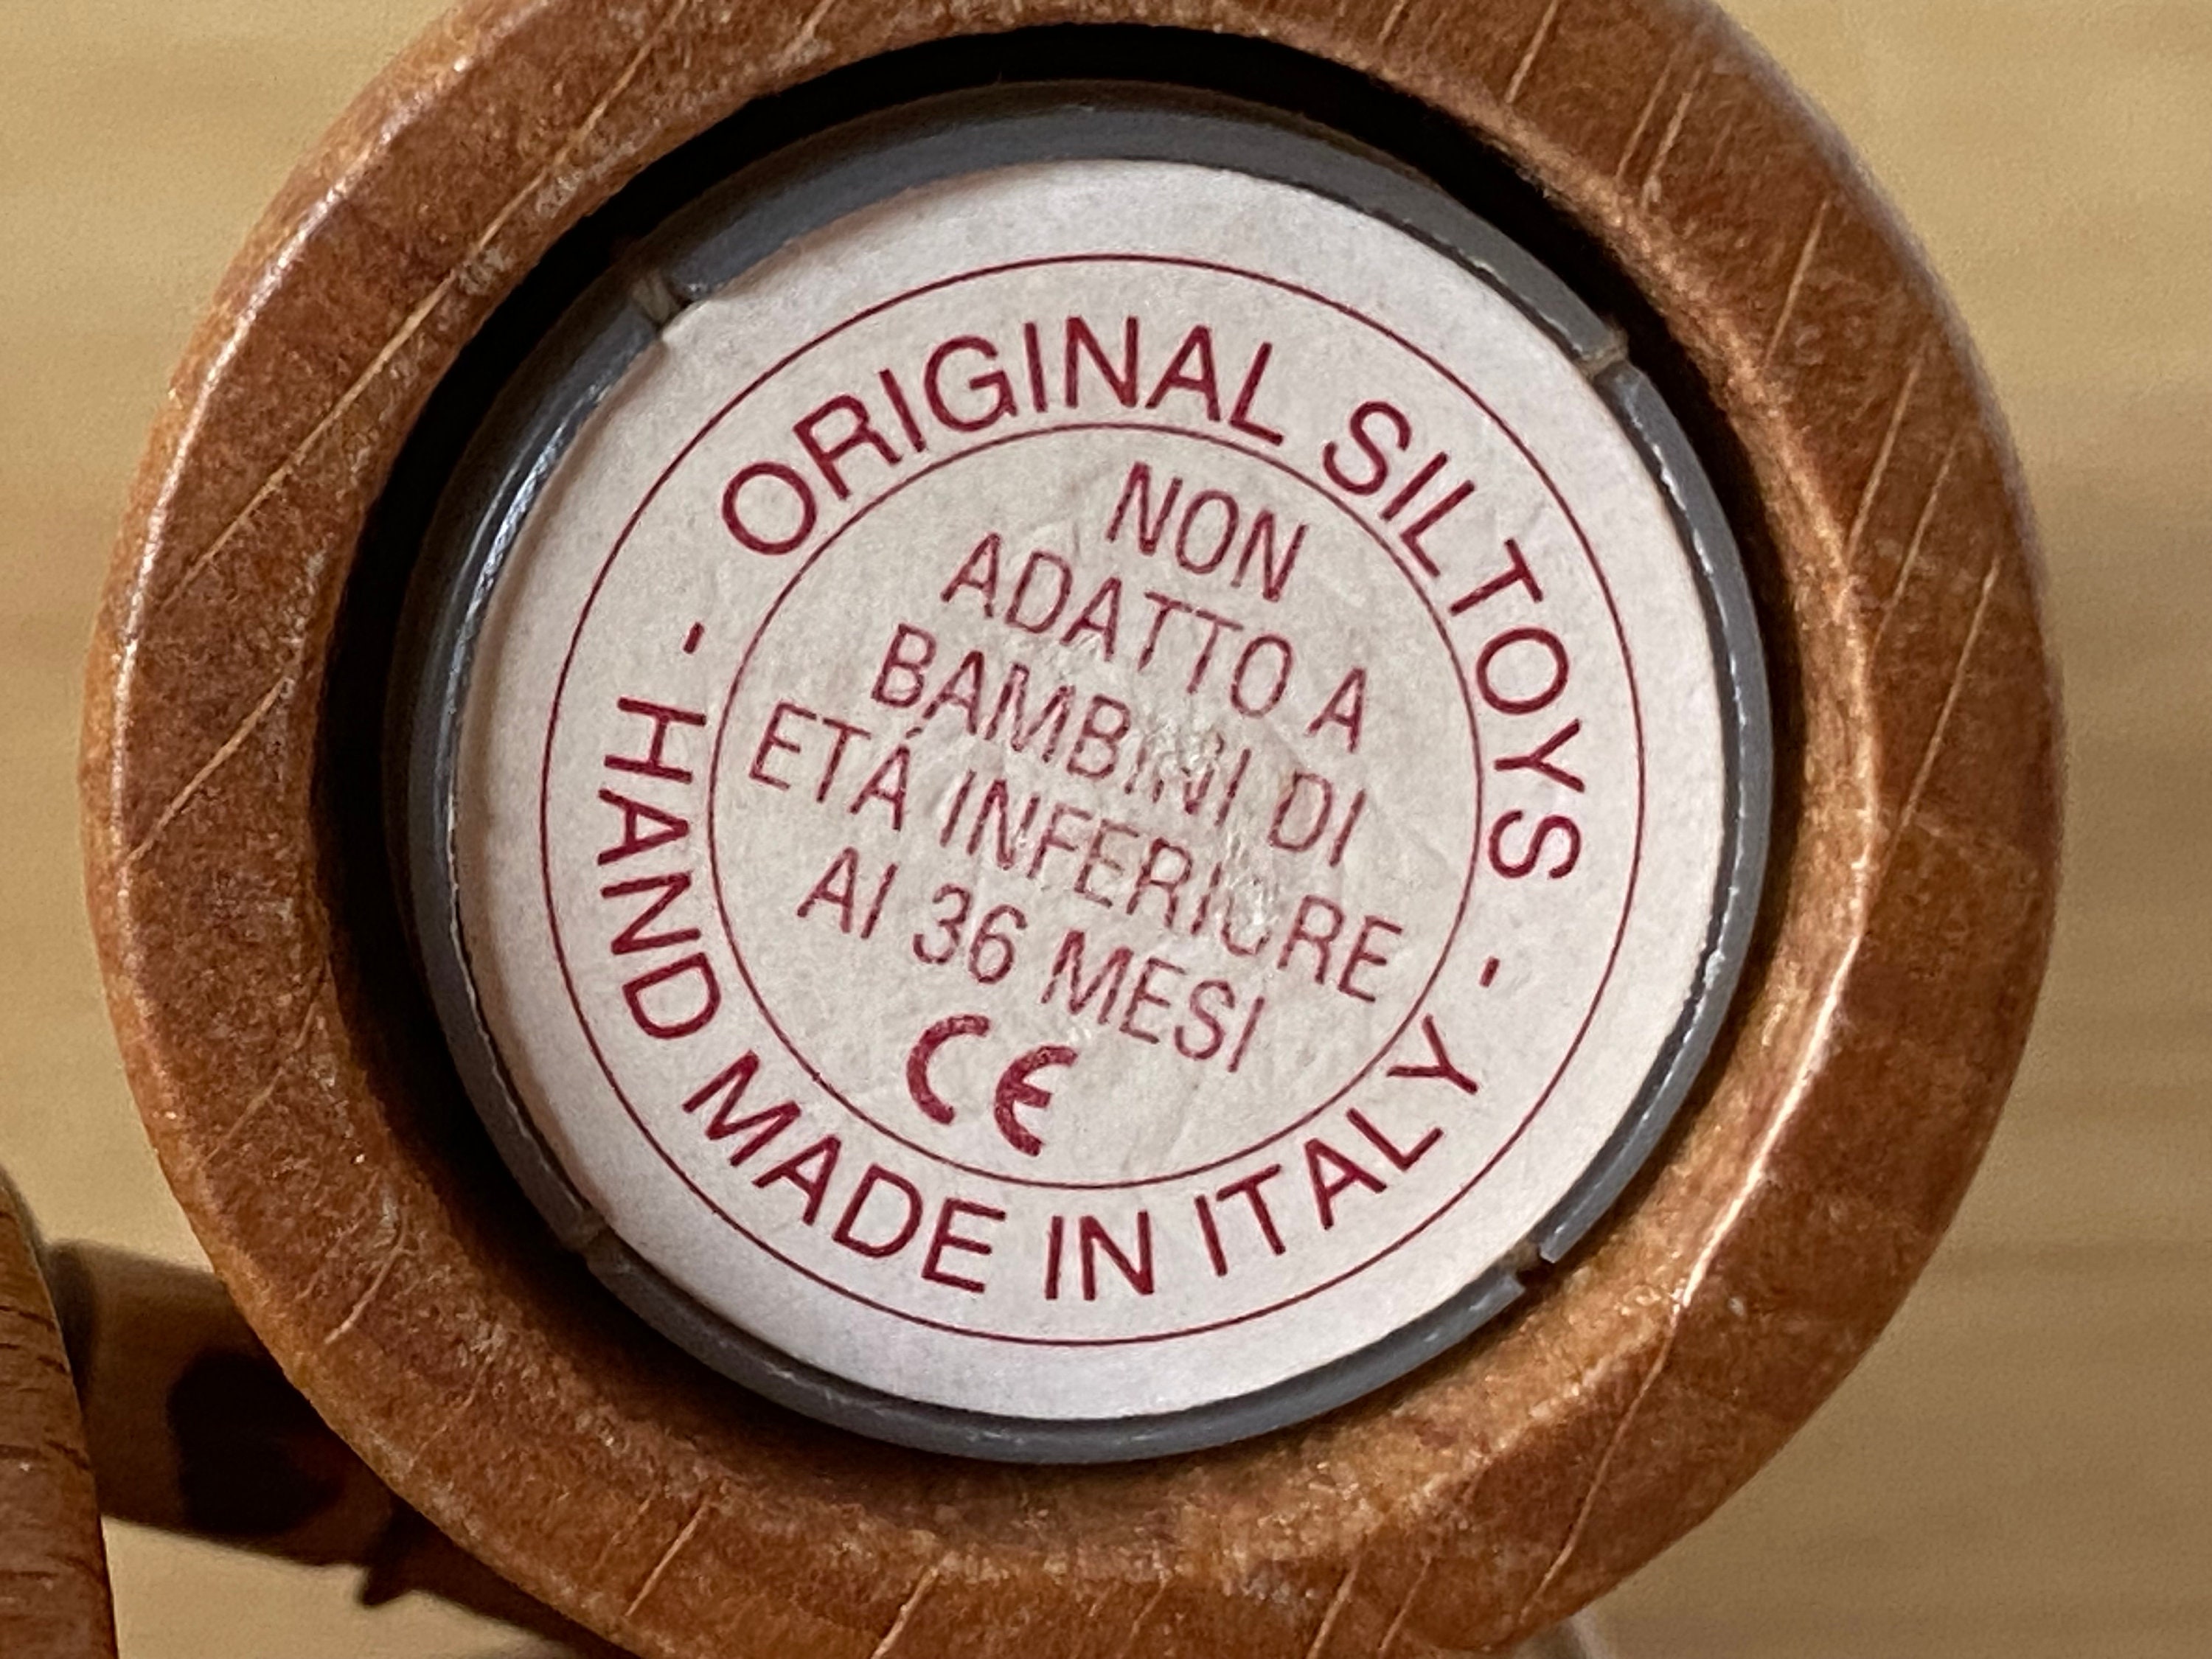 ORIGINAL SILTOYS -
HAND MADE IN ITALY -
NON
ADATTO A
BAMBINI DI
ETÁ INFERIORE
AI 36 MESI
CE